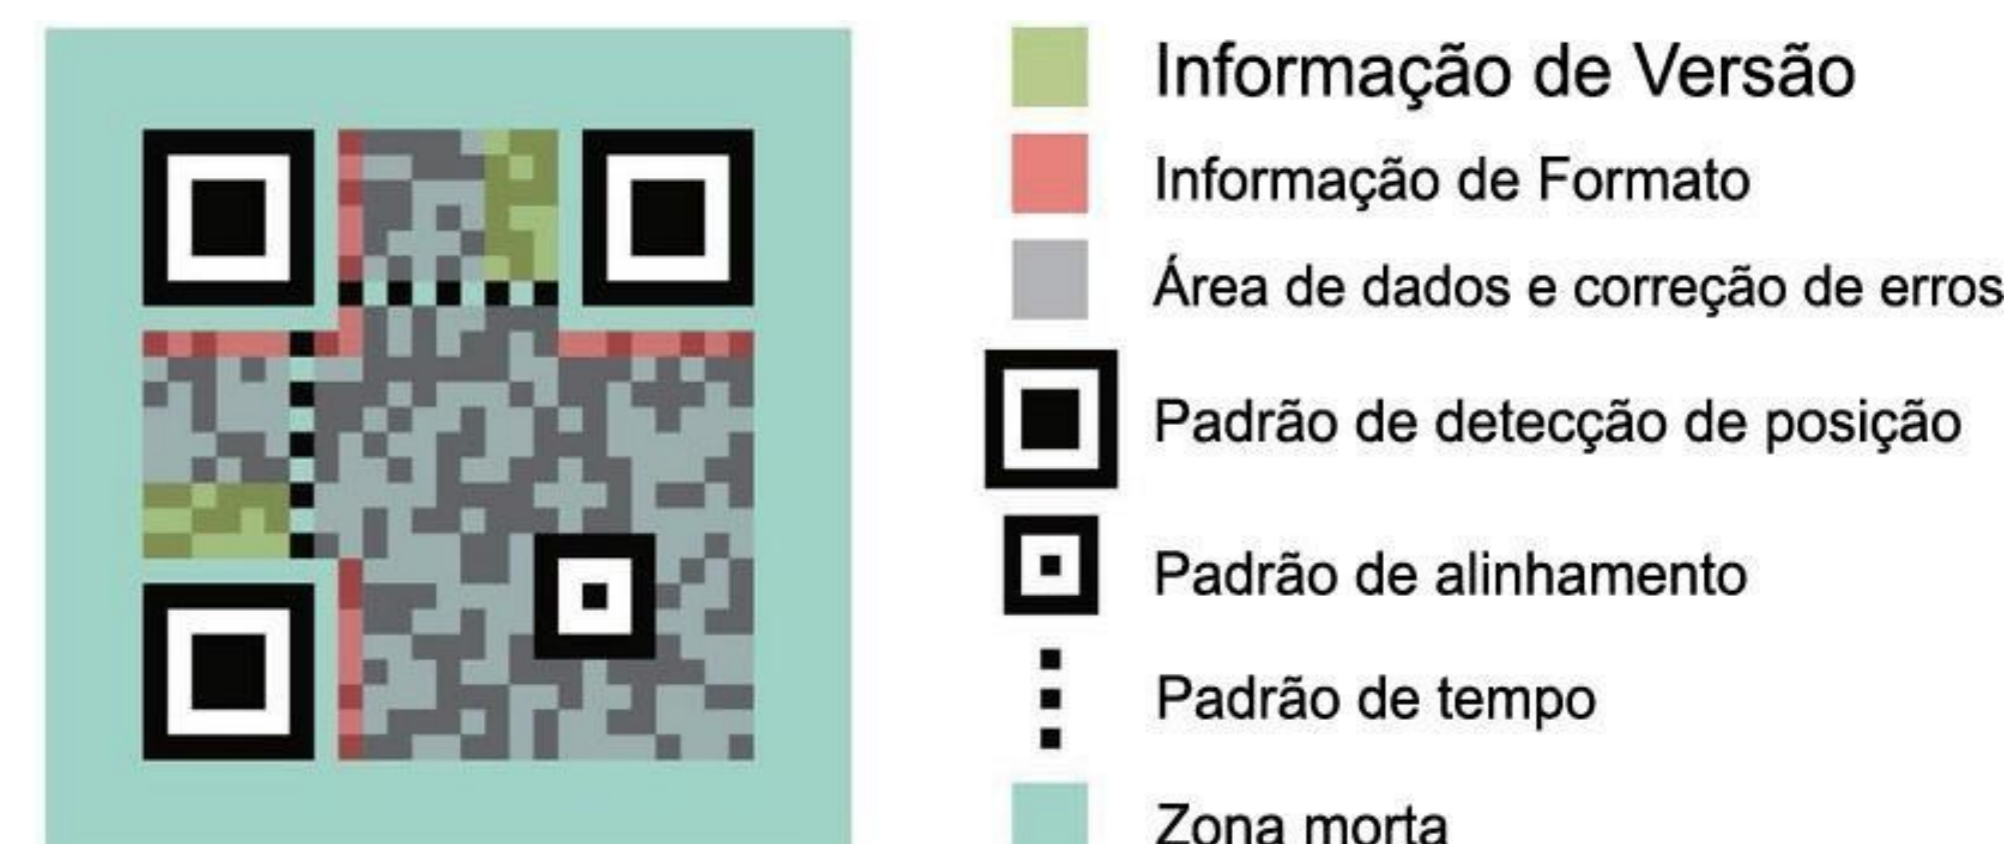 Informação de Versão
Informação de Formato
Área de dados e correção de erros
Padrão de detecção de posição
Padrão de alinhamento
Padrão de tempo
Zona morta